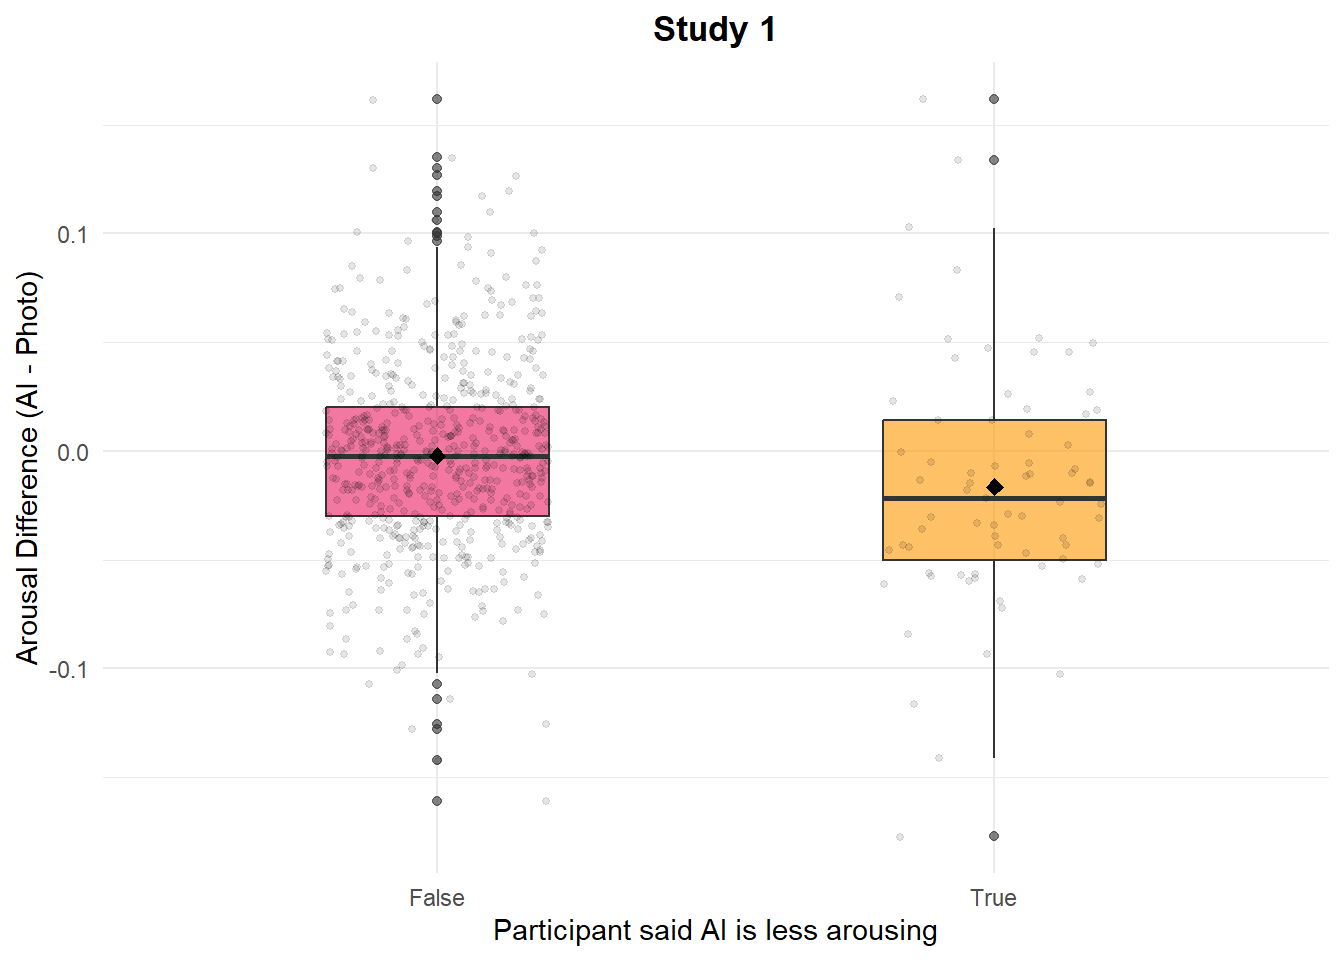 Study 1
Arousal Difference (AI - Photo)
0.1
0.0
-0.1
False
True
Participant said AI is less arousing